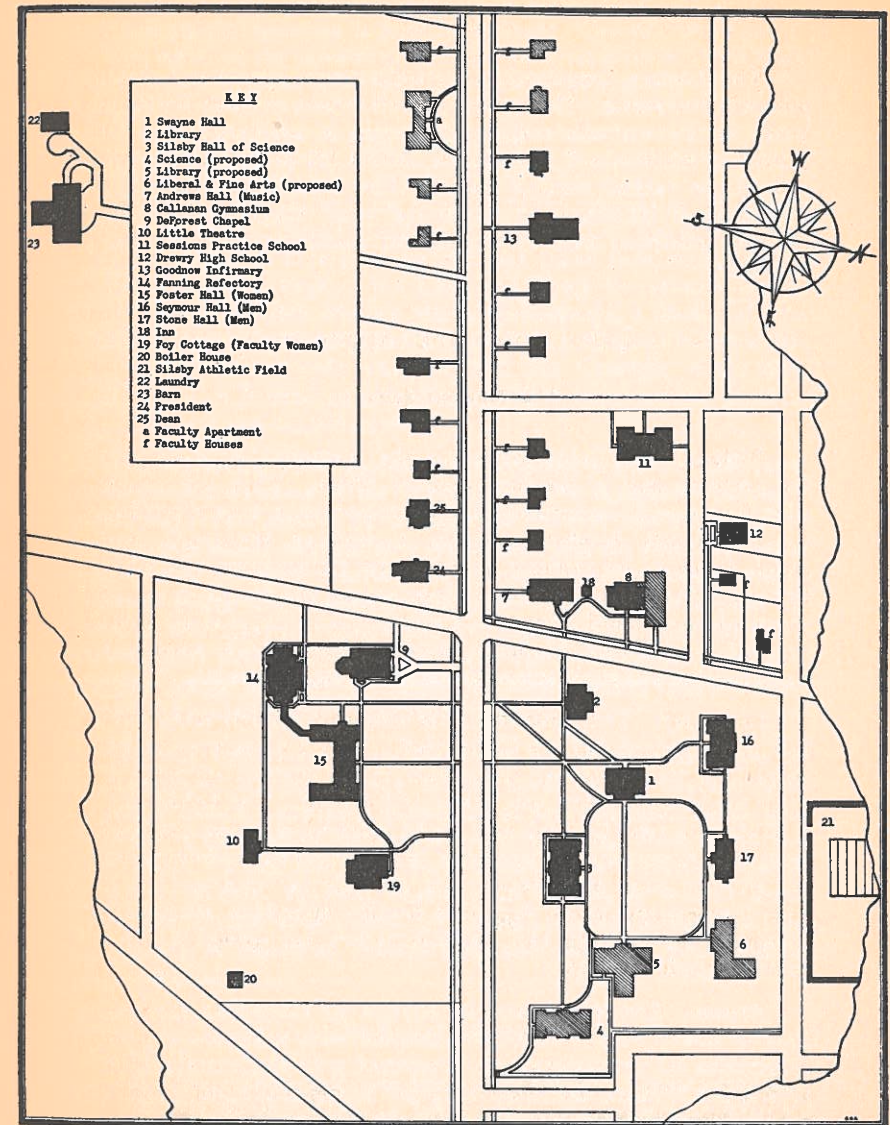 KEY
1 Swayne Hall
2 Library
3 Silsby Hall of Science
4 Science (proposed)
5 Library (proposed)
6 Liberal & Fine Arts (proposed)
7 Andrews Hall (Music)
8 Callanan Gymnasium
9 DeForest Chapel
10 Little Theatre
11 Sessions Practice School
12 Drewry High School
13 Goodnow Infirmary
14 Fanning Refectory
15 Foster Hall (Women)
16 Seymour Hall (Men)
17 Stone Hall (Men)
18 Inn
19 Foy Cottage (Faculty Women)
20 Boiler House
21 Silsby Athletic Field
22 Laundry
23 Barn
24 President
25 Dean
a Faculty Apartment
f Faculty Houses
22
23
f f
a f
f f
f 13
f
f
W
S N
E
f
f f
f f
25 f
24
11
12
f
f
7 18 8
14 9
2
15
16
1
10
19
3
17
21
20
5
6
4